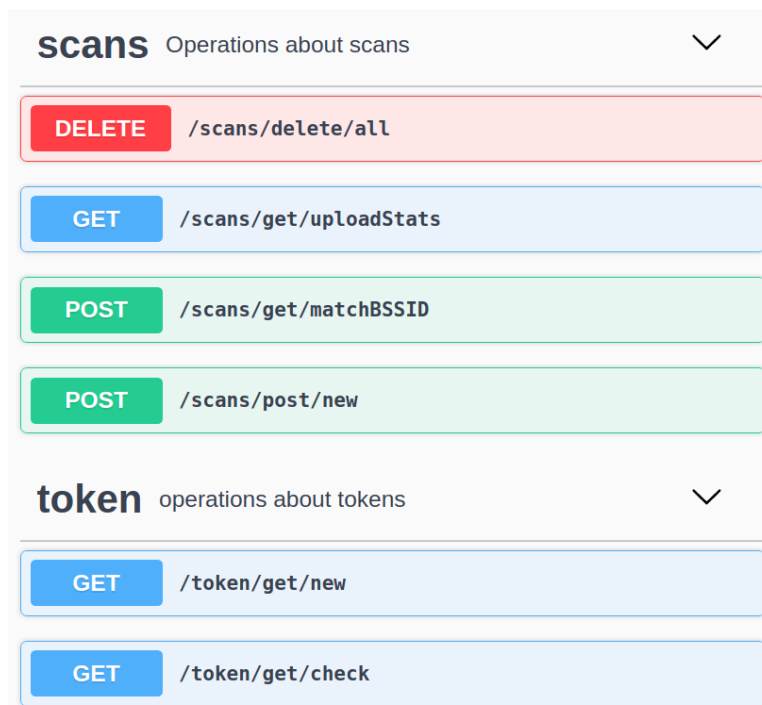 scans Operations about scans
DELETE /scans/delete/all
GET /scans/get/uploadStats
POST /scans/get/matchBSSID
POST /scans/post/new
token operations about tokens
GET /token/get/new
GET /token/get/check